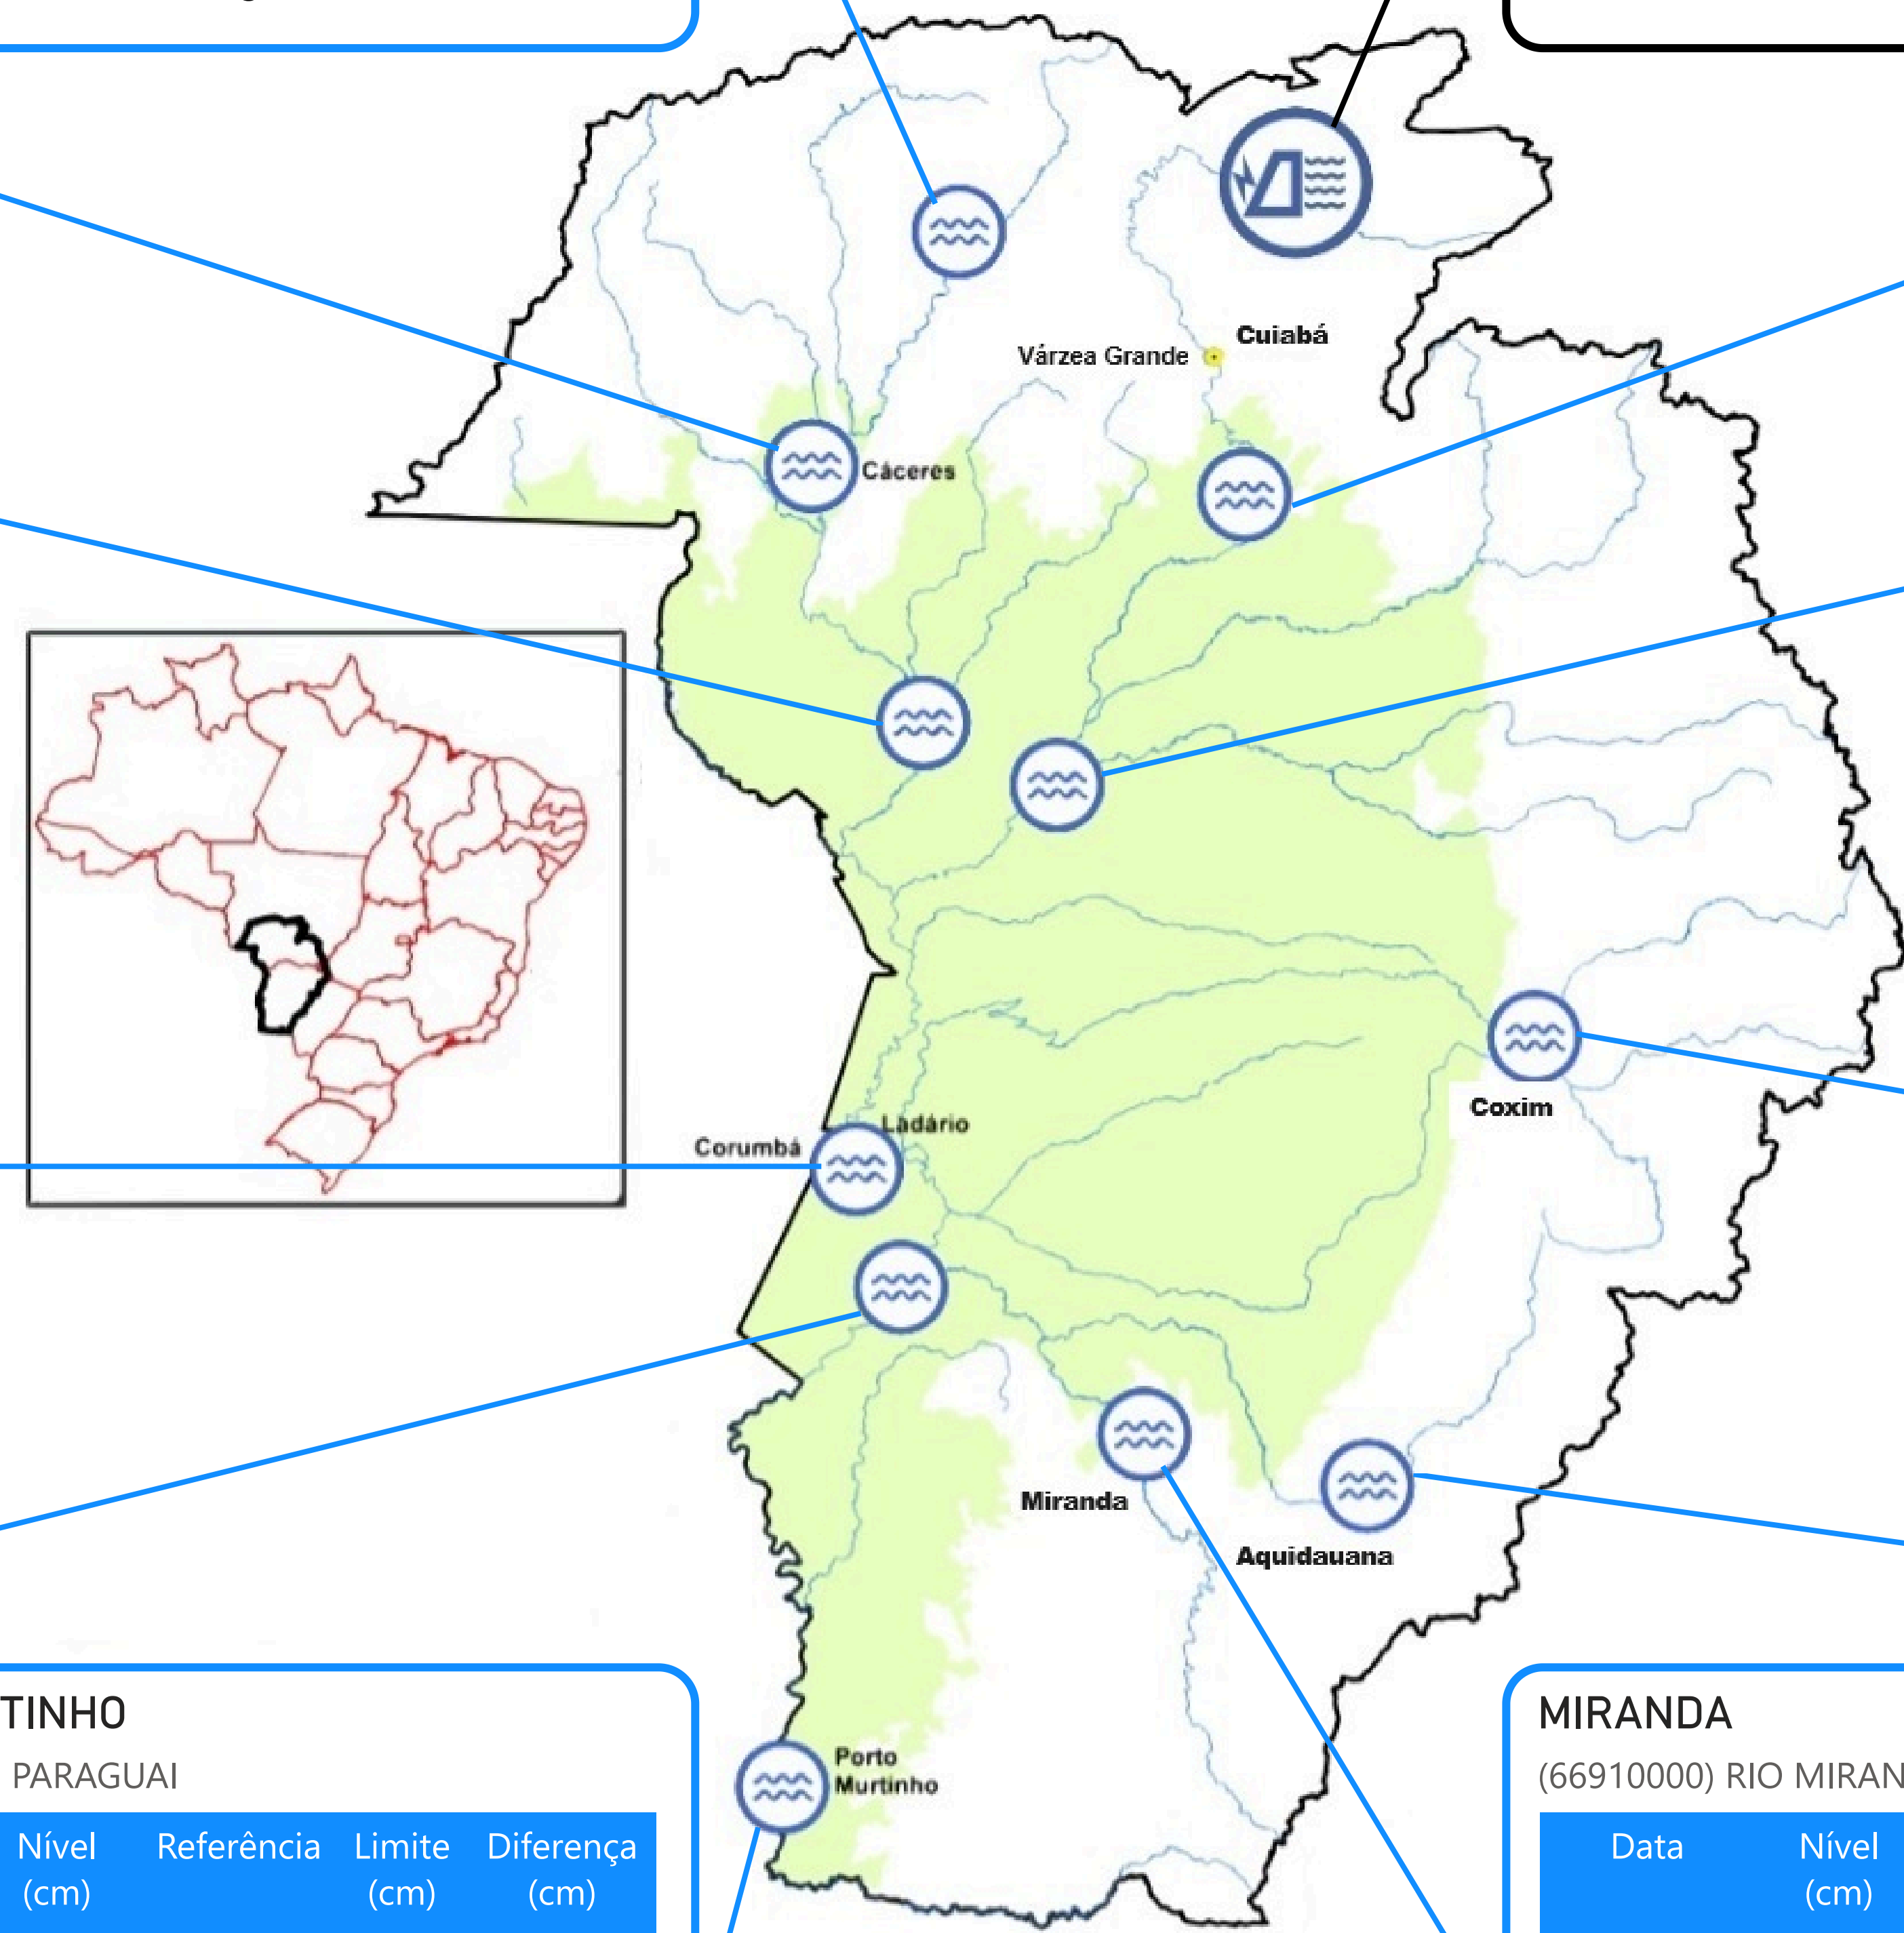 Cuiabá
Várzea Grande
Cáceres
Coxim
Ladário
Corumbá
Miranda
Aquidauana
Porto
Murtinho
TINHO
PARAGUAI
Nível
(cm)
Referência
Limite
(cm)
Diferença
(cm)
MIRANDA
(66910000) RIO MIRAN
Data
Nível
(cm)